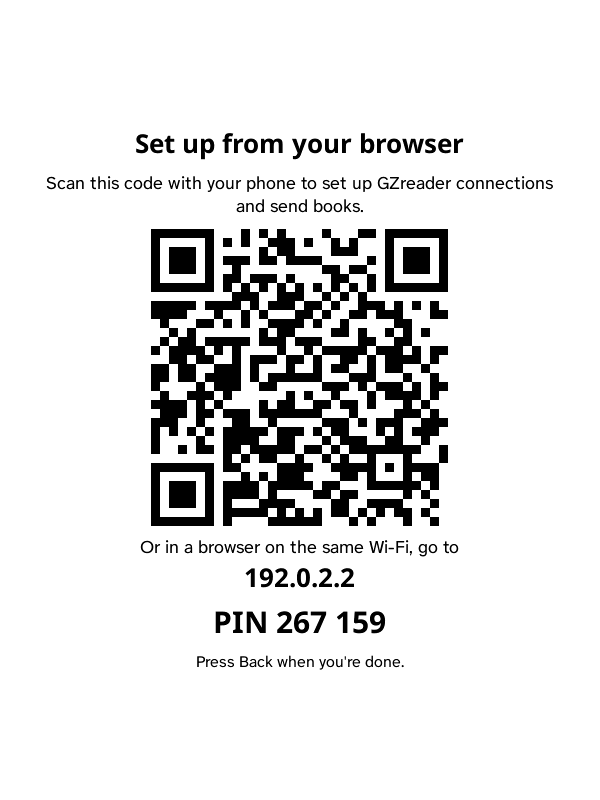 Set up from your browser
Scan this code with your phone to set up GZreader connections
and send books.
Or in a browser on the same Wi-Fi, go to
192.0.2.2
PIN 267 159
Press Back when you're done.